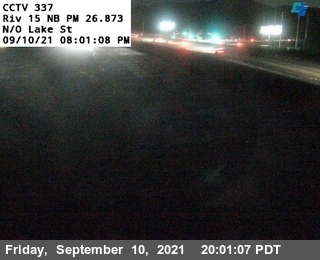 CCTV 337
Riv 15 NB PM 26.873
N/O Lake St
09/10/21 08:01:08 PM
Friday, September 10, 2021 20:01:07 PDT